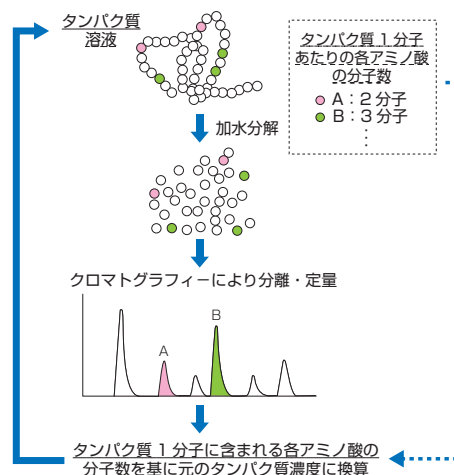 タンパク質
溶液
タンパク質 1 分子
あたりの各アミノ酸
の分子数
A：2 分子
B：3 分子
：
加水分解
クロマトグラフィーにより分離・定量
A
B
タンパク質 1 分子に含まれる各アミノ酸の
分子数を基に元のタンパク質濃度に換算